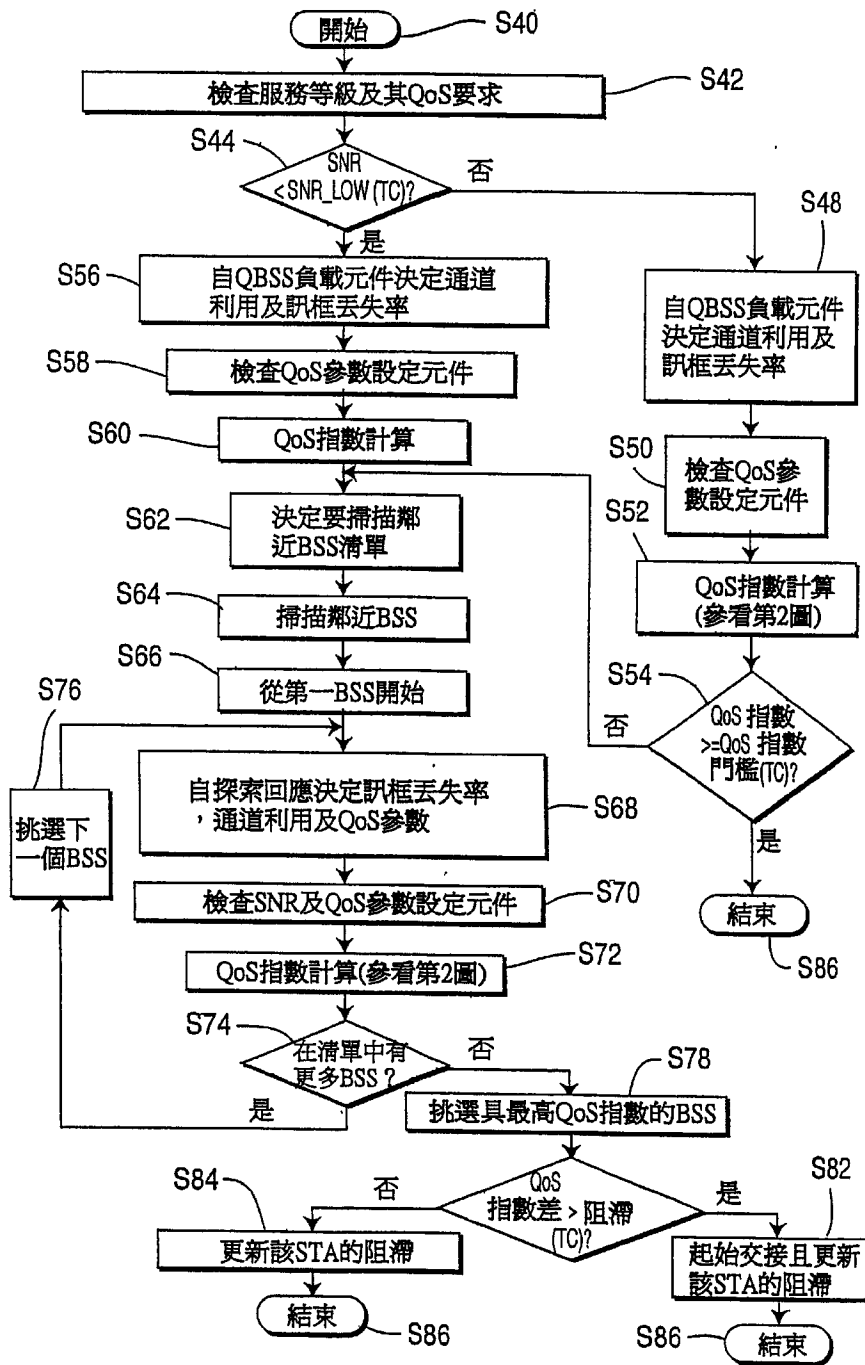 開始
S40
檢查服務等級及其QoS要求
S42
S44
SNR
<SNR_LOW (TC)?
否
是
S48
自QBSS負載元件
決定通道利用及
訊框丟失率
S56
自QBSS負載元件決定通道
利用及訊框丟失率
S58
檢查QoS參數設定元件
S60
QoS指數計算
S50
檢查QoS參
數設定元件
S62
決定要掃描鄰
近BSS清單
S52
QoS指數計算
(參看第2圖)
S64
掃描鄰近BSS
S66
從第一BSS開始
S54
QoS 指數
>=QoS 指數
門檻(TC)?
否
是
結束
S86
S76
挑選下
一個BSS
自探索回應決定訊框丟失率
，通道利用及QoS參數
S68
檢查SNR及QoS參數設定元件
S70
QoS指數計算(參看第2圖)
S72
S74
在清單中有
更多BSS？
否
是
S78
挑選具最高QoS指數的BSS
QoS
指數差 > 阻滯
(TC)?
否
是
S84
更新該STA的阻滯
結束
S86
S82
起始交接且更新
該STA的阻滯
S86
結束